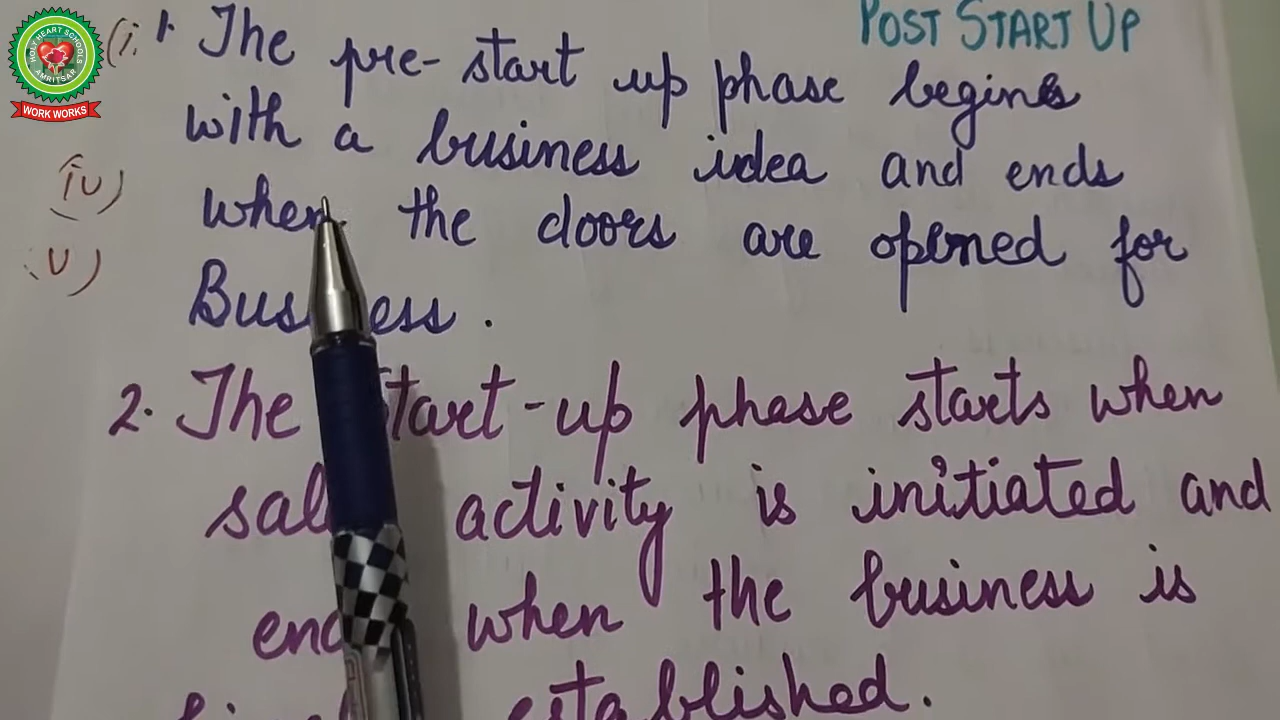 HOLY HEART SCHOOLS
AMRITSAR
WORK WORKS
POST START UP
(i. 1. The pre-start up phase begins
with a business idea and ends
(iv) when the doors are opened for
(v) Business.
2. The start-up phase starts when
activity is initiated and
when the business is
established.